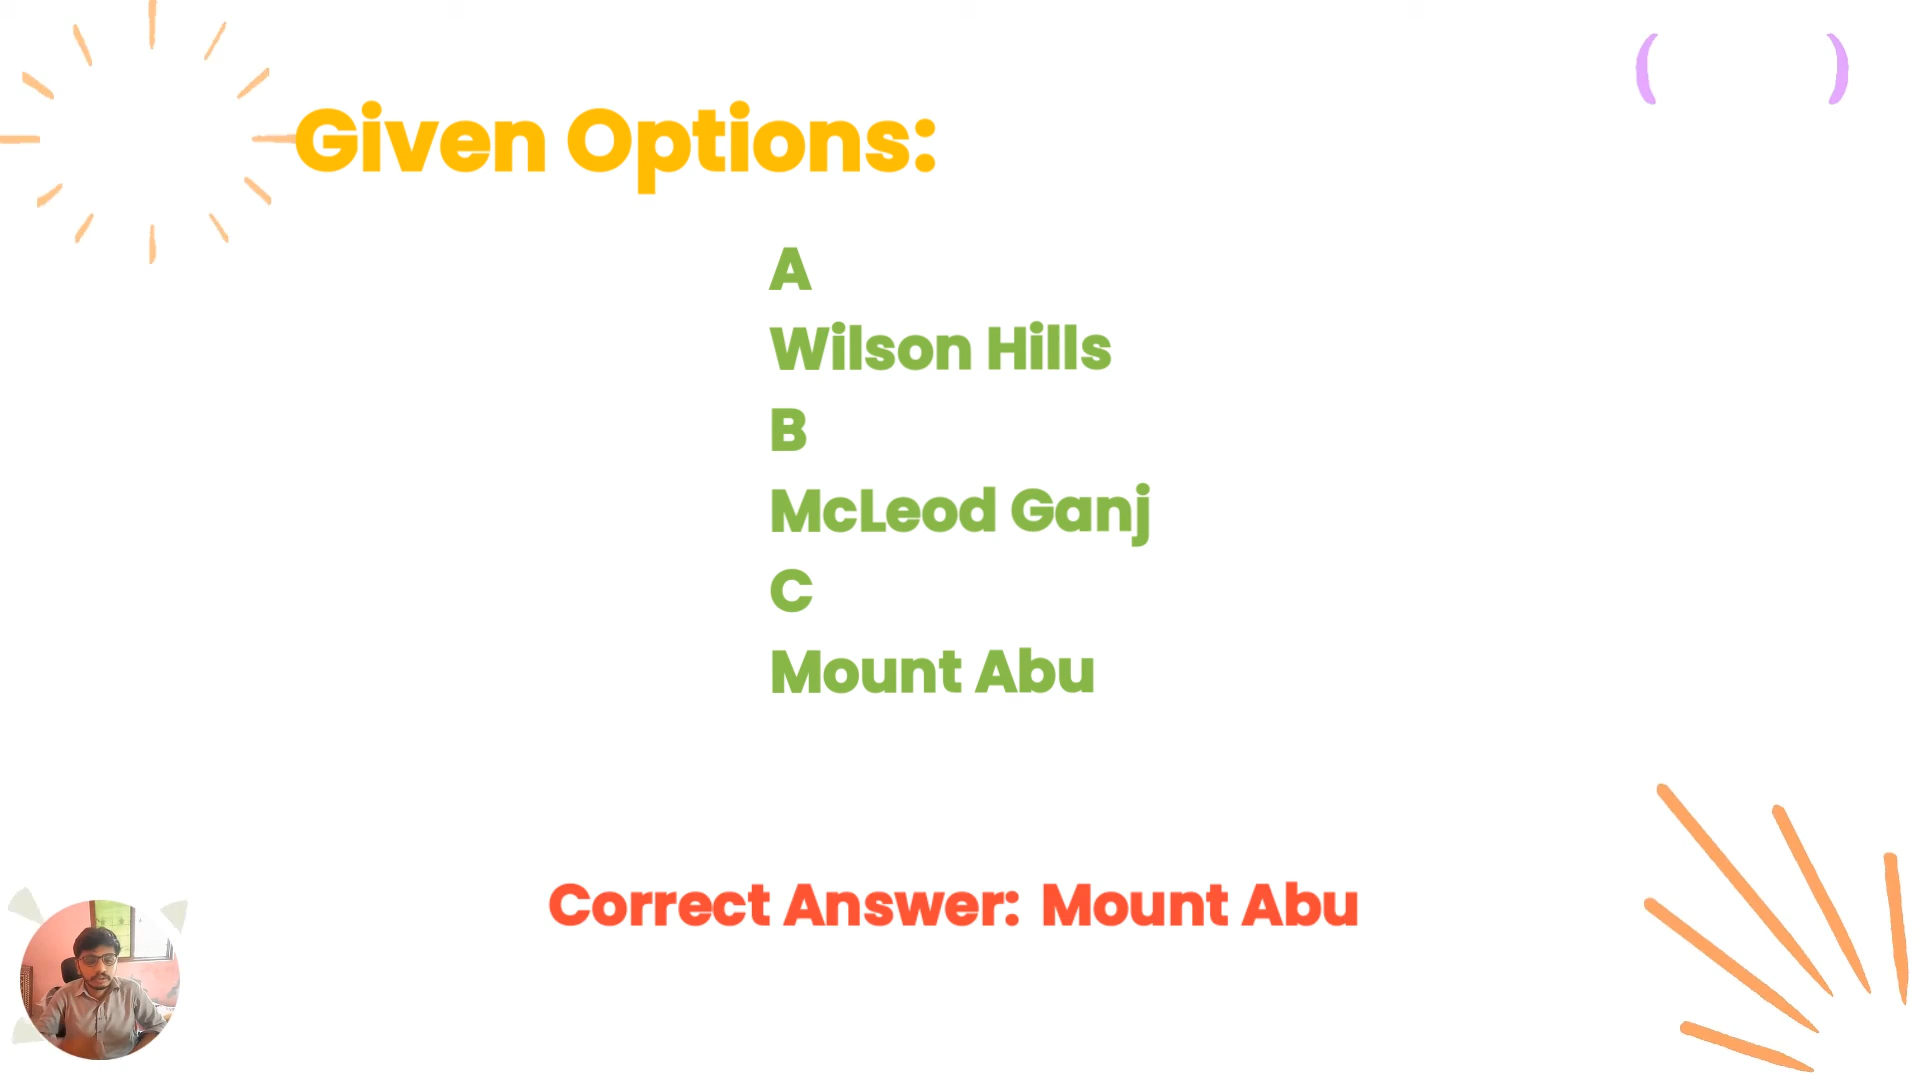 Given Options:
A
Wilson Hills
B
McLeod Ganj
C
Mount Abu
Correct Answer: Mount Abu